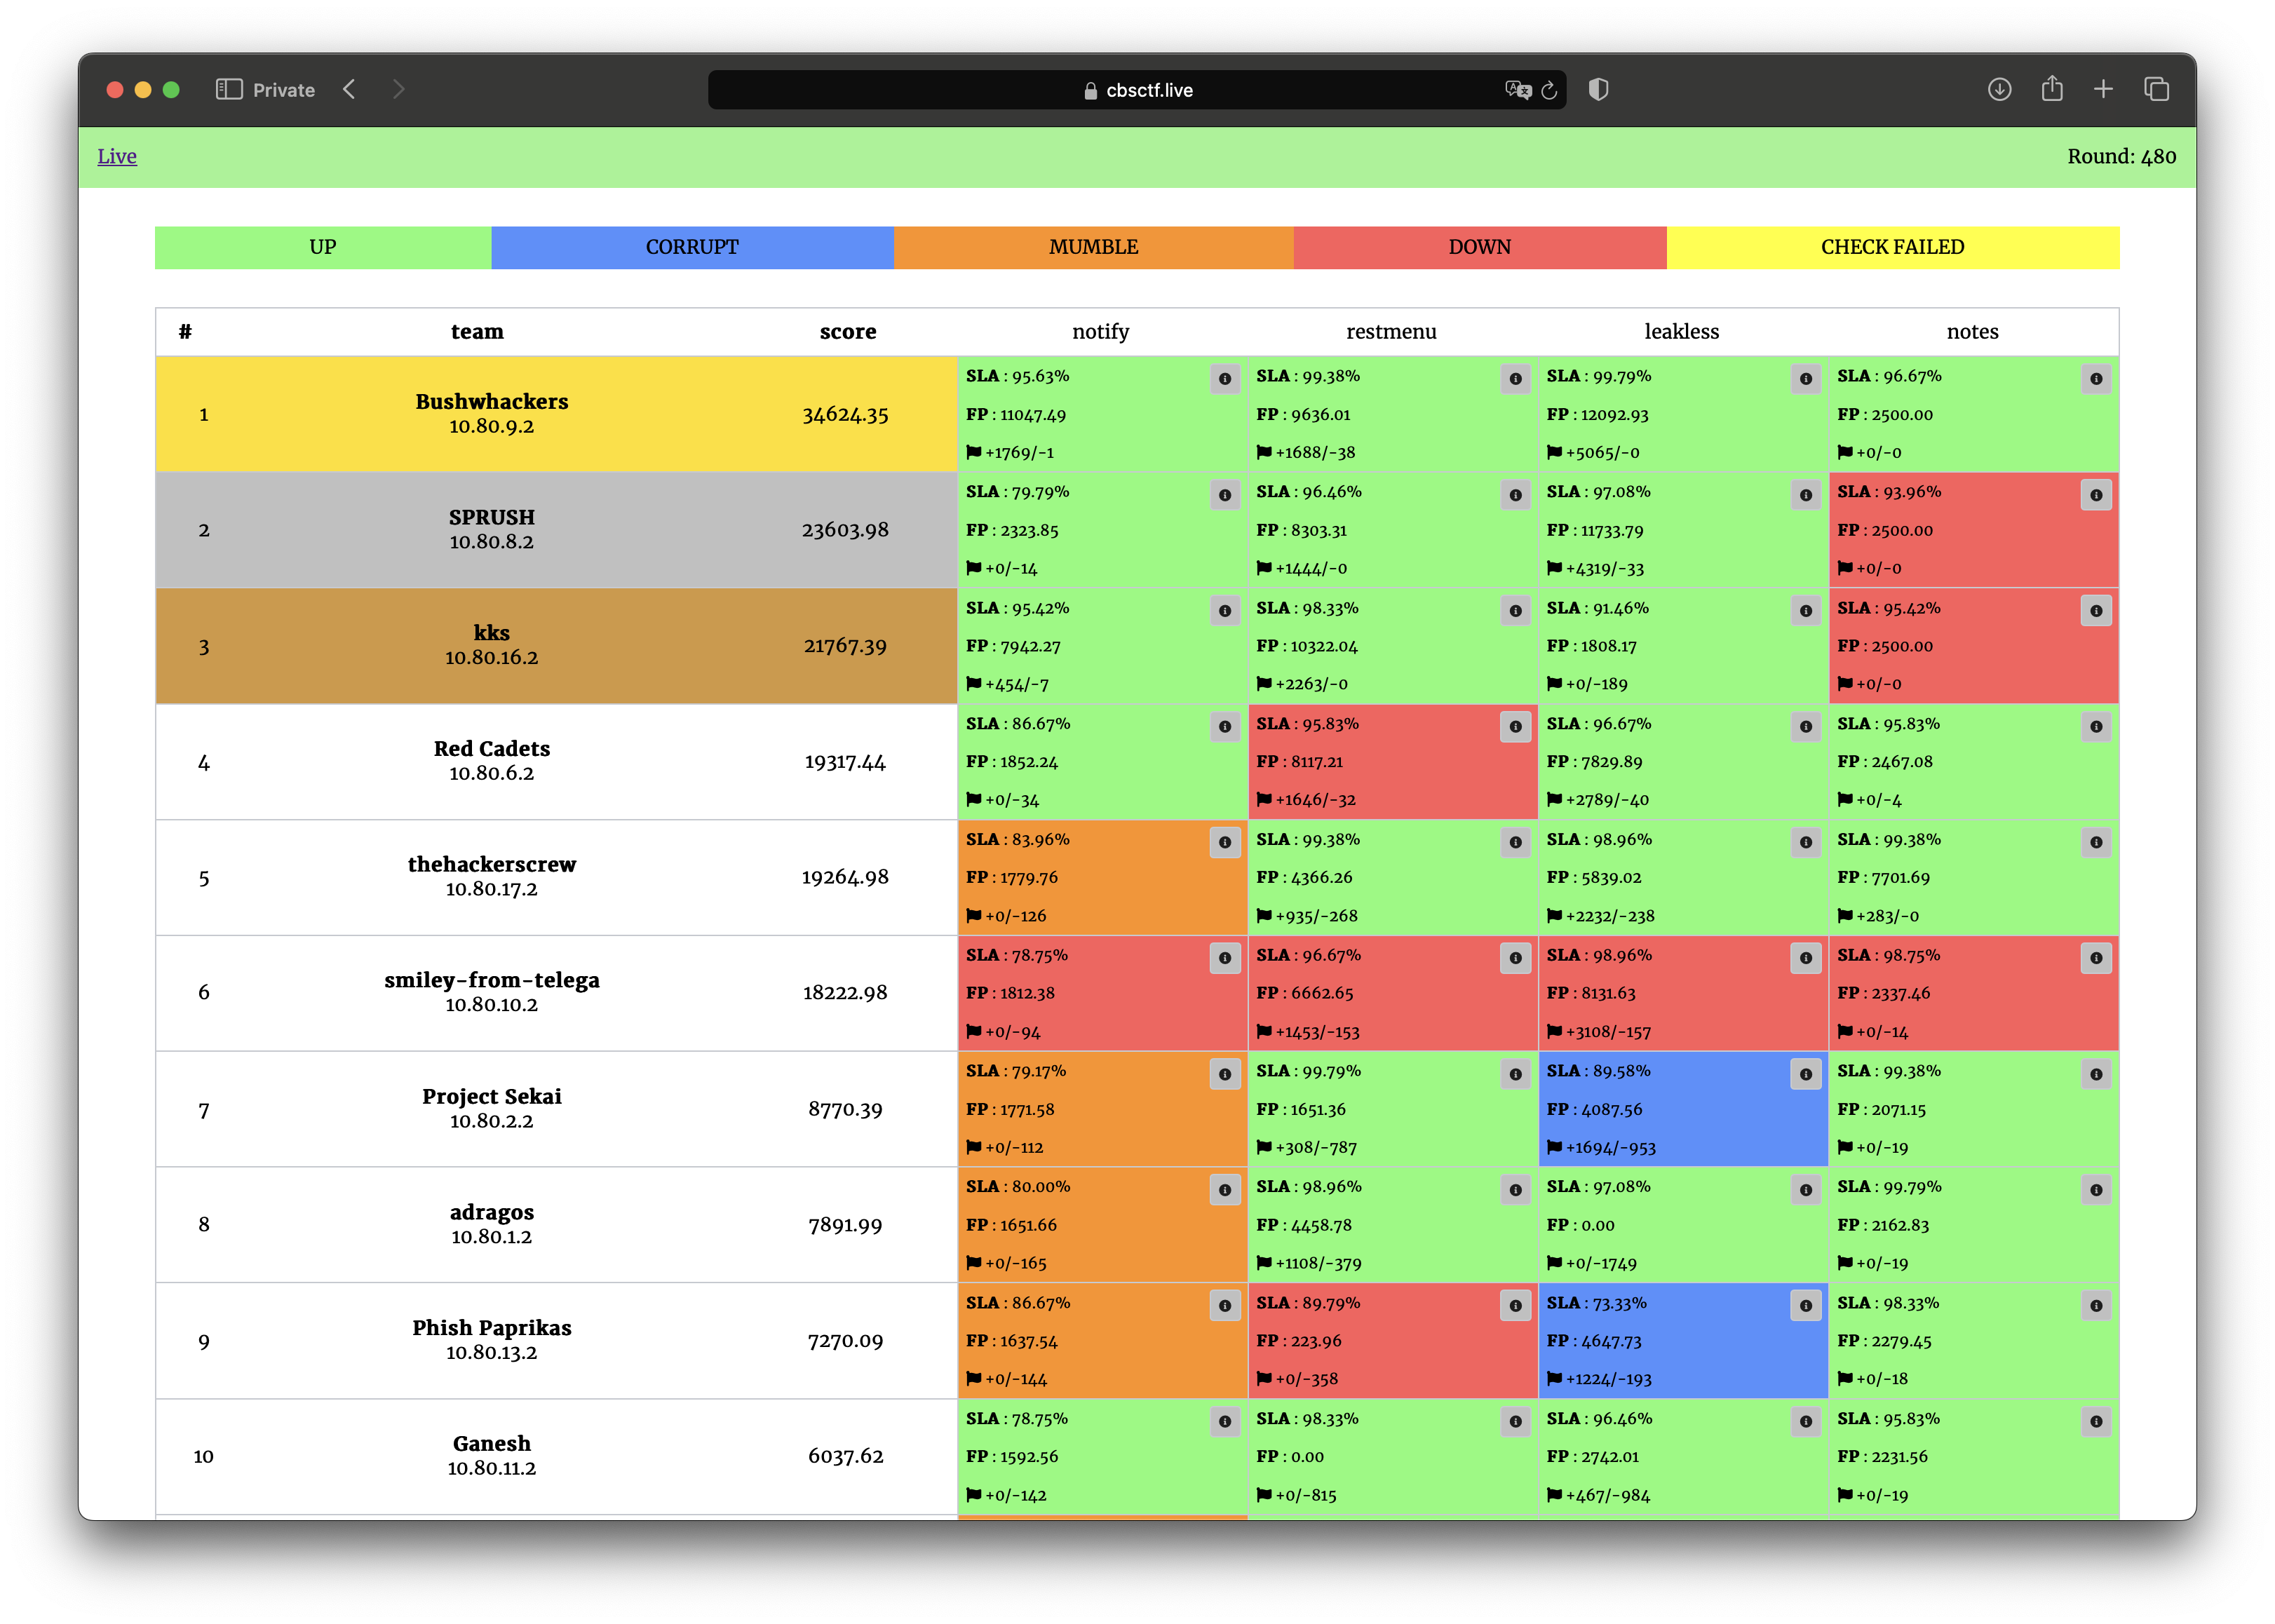 Private
cbsctf.live
Live
Round: 480
UP CORRUPT MUMBLE DOWN CHECK FAILED
# team score notify restmenu leakless notes
1
Bushwhackers
10.80.9.2
34624.35
SLA : 95.63%
FP : 11047.49
+1769/-1
SLA : 99.38%
FP : 9636.01
+1688/-38
SLA : 99.79%
FP : 12092.93
+5065/-0
SLA : 96.67%
FP : 2500.00
+0/-0
2
SPRUSH
10.80.8.2
23603.98
SLA : 79.79%
FP : 2323.85
+0/-14
SLA : 96.46%
FP : 8303.31
+1444/-0
SLA : 97.08%
FP : 11733.79
+4319/-33
SLA : 93.96%
FP : 2500.00
+0/-0
3
kks
10.80.16.2
21767.39
SLA : 95.42%
FP : 7942.27
+454/-7
SLA : 98.33%
FP : 10322.04
+2263/-0
SLA : 91.46%
FP : 1808.17
+0/-189
SLA : 95.42%
FP : 2500.00
+0/-0
4
Red Cadets
10.80.6.2
19317.44
SLA : 86.67%
FP : 1852.24
+0/-34
SLA : 95.83%
FP : 8117.21
+1646/-32
SLA : 96.67%
FP : 7829.89
+2789/-40
SLA : 95.83%
FP : 2467.08
+0/-4
5
thehackerscrew
10.80.17.2
19264.98
SLA : 83.96%
FP : 1779.76
+0/-126
SLA : 99.38%
FP : 4366.26
+935/-268
SLA : 98.96%
FP : 5839.02
+2232/-238
SLA : 99.38%
FP : 7701.69
+283/-0
6
smiley-from-telega
10.80.10.2
18222.98
SLA : 78.75%
FP : 1812.38
+0/-94
SLA : 96.67%
FP : 6662.65
+1453/-153
SLA : 98.96%
FP : 8131.63
+3108/-157
SLA : 98.75%
FP : 2337.46
+0/-14
7
Project Sekai
10.80.2.2
8770.39
SLA : 79.17%
FP : 1771.58
+0/-112
SLA : 99.79%
FP : 1651.36
+308/-787
SLA : 89.58%
FP : 4087.56
+1694/-953
SLA : 99.38%
FP : 2071.15
+0/-19
8
adragos
10.80.1.2
7891.99
SLA : 80.00%
FP : 1651.66
+0/-165
SLA : 98.96%
FP : 4458.78
+1108/-379
SLA : 97.08%
FP : 0.00
+0/-1749
SLA : 99.79%
FP : 2162.83
+0/-19
9
Phish Paprikas
10.80.13.2
7270.09
SLA : 86.67%
FP : 1637.54
+0/-144
SLA : 89.79%
FP : 223.96
+0/-358
SLA : 73.33%
FP : 4647.73
+1224/-193
SLA : 98.33%
FP : 2279.45
+0/-18
10
Ganesh
10.80.11.2
6037.62
SLA : 78.75%
FP : 1592.56
+0/-142
SLA : 98.33%
FP : 0.00
+0/-815
SLA : 96.46%
FP : 2742.01
+467/-984
SLA : 95.83%
FP : 2231.56
+0/-19